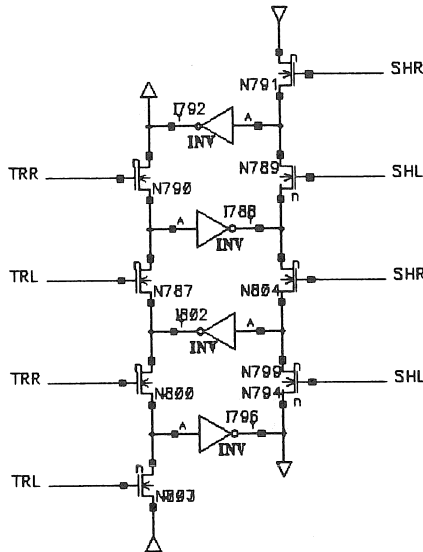 SHR
N791
I792
A
INV
TRR
N790
N789
SHL
n
A
I788
Y
INV
TRL
N787
N804
SHR
n
I802
A
INV
TRR
N800
N799
N794
SHL
n
A
I796
Y
INV
TRL
n